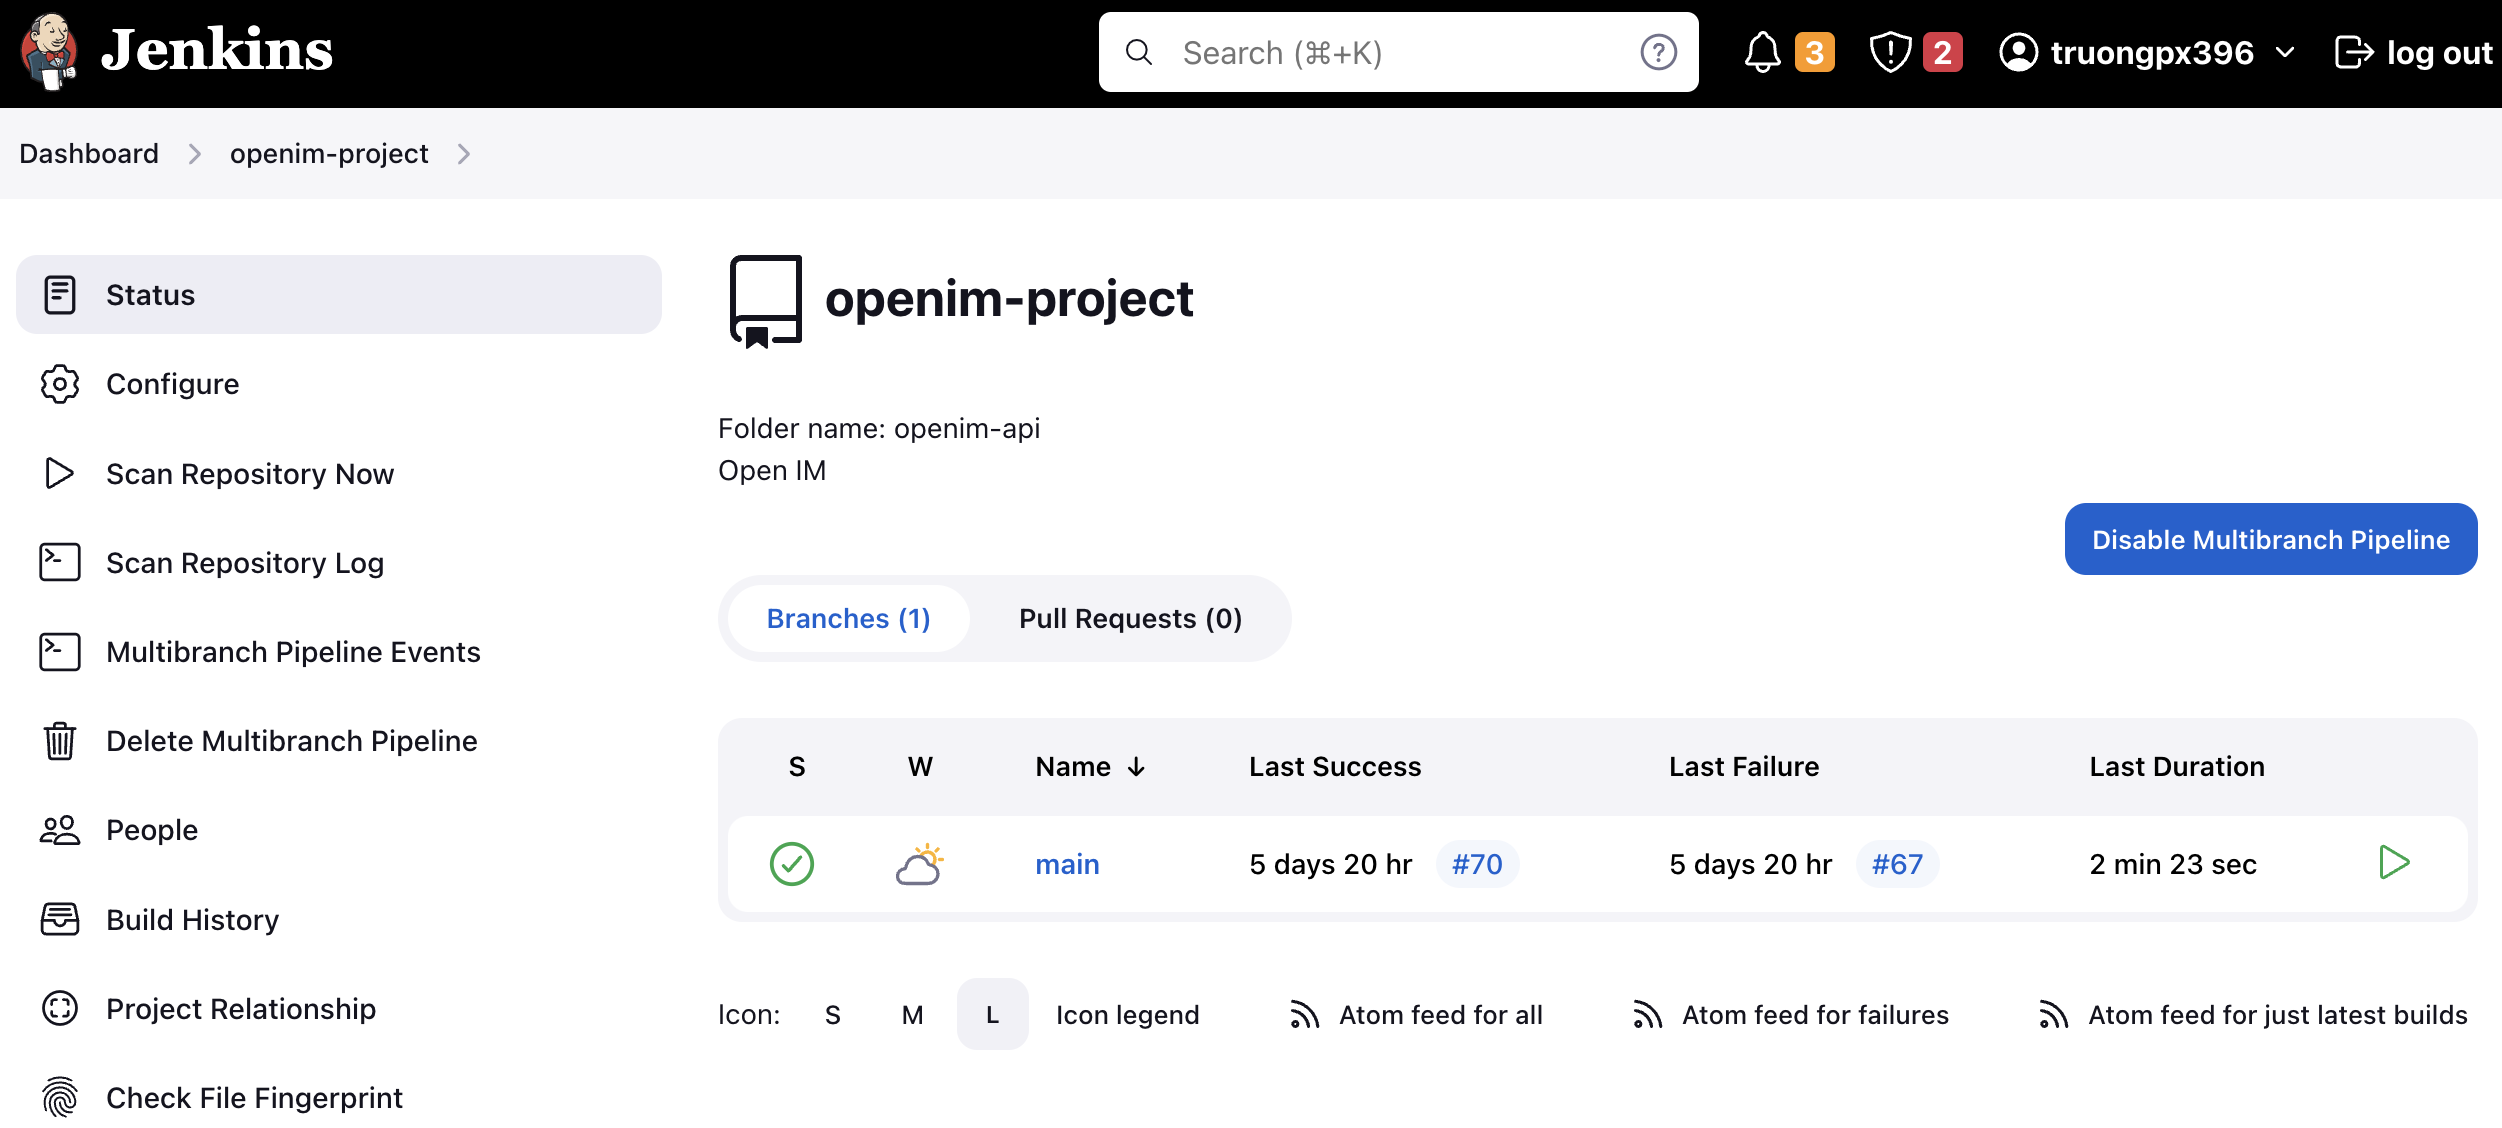 Jenkins
Search (⌘+K)
3
2
truongpx396
log out
Dashboard
openim-project
Status
Configure
Scan Repository Now
Scan Repository Log
Multibranch Pipeline Events
Delete Multibranch Pipeline
People
Build History
Project Relationship
Check File Fingerprint
openim-project
Folder name: openim-api
Open IM
Disable Multibranch Pipeline
Branches (1)
Pull Requests (0)
S W Name ↓ Last Success Last Failure Last Duration
main 5 days 20 hr #70 5 days 20 hr #67 2 min 23 sec
Icon: S M L Icon legend Atom feed for all Atom feed for failures Atom feed for just latest builds